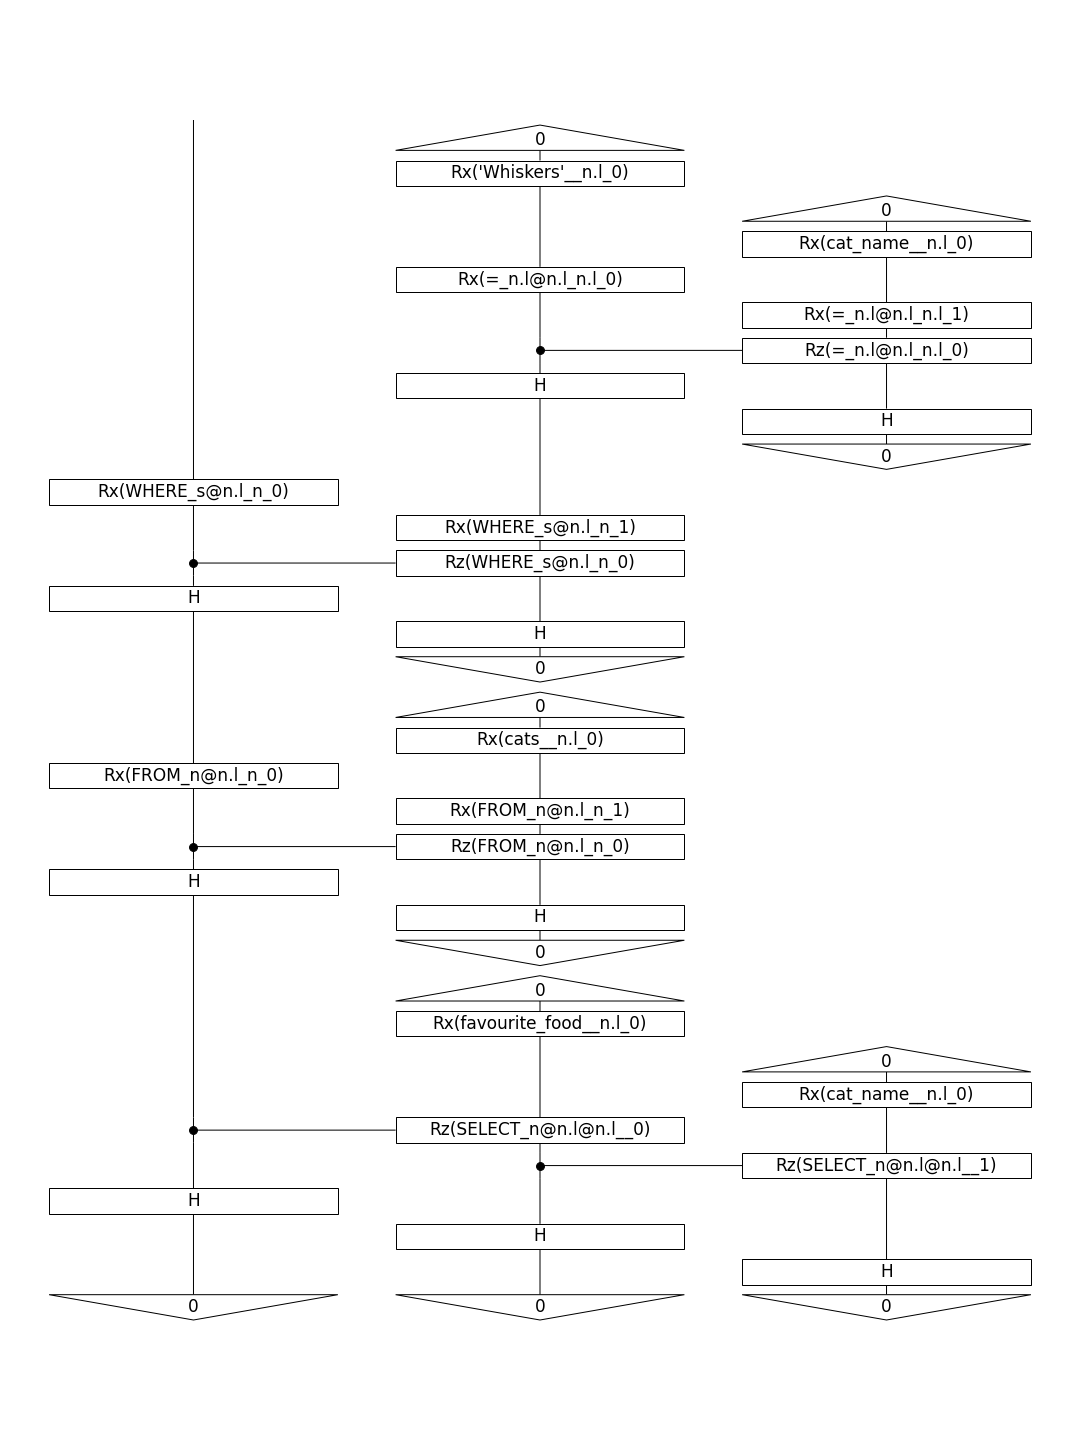 0
Rx('Whiskers'__n.l_0)
0
Rx(cat_name__n.l_0)
Rx(=_n.l@n.l_n.l_0)
Rx(=_n.l@n.l_n.l_1)
Rz(=_n.l@n.l_n.l_0)
H
H
0
Rx(WHERE_s@n.l_n_0)
Rx(WHERE_s@n.l_n_1)
Rz(WHERE_s@n.l_n_0)
H
H
0
0
Rx(cats__n.l_0)
Rx(FROM_n@n.l_n_0)
Rx(FROM_n@n.l_n_1)
Rz(FROM_n@n.l_n_0)
H
H
0
0
Rx(favourite_food__n.l_0)
0
Rx(cat_name__n.l_0)
Rz(SELECT_n@n.l@n.l__0)
Rz(SELECT_n@n.l@n.l__1)
H
H
H
0
0
0